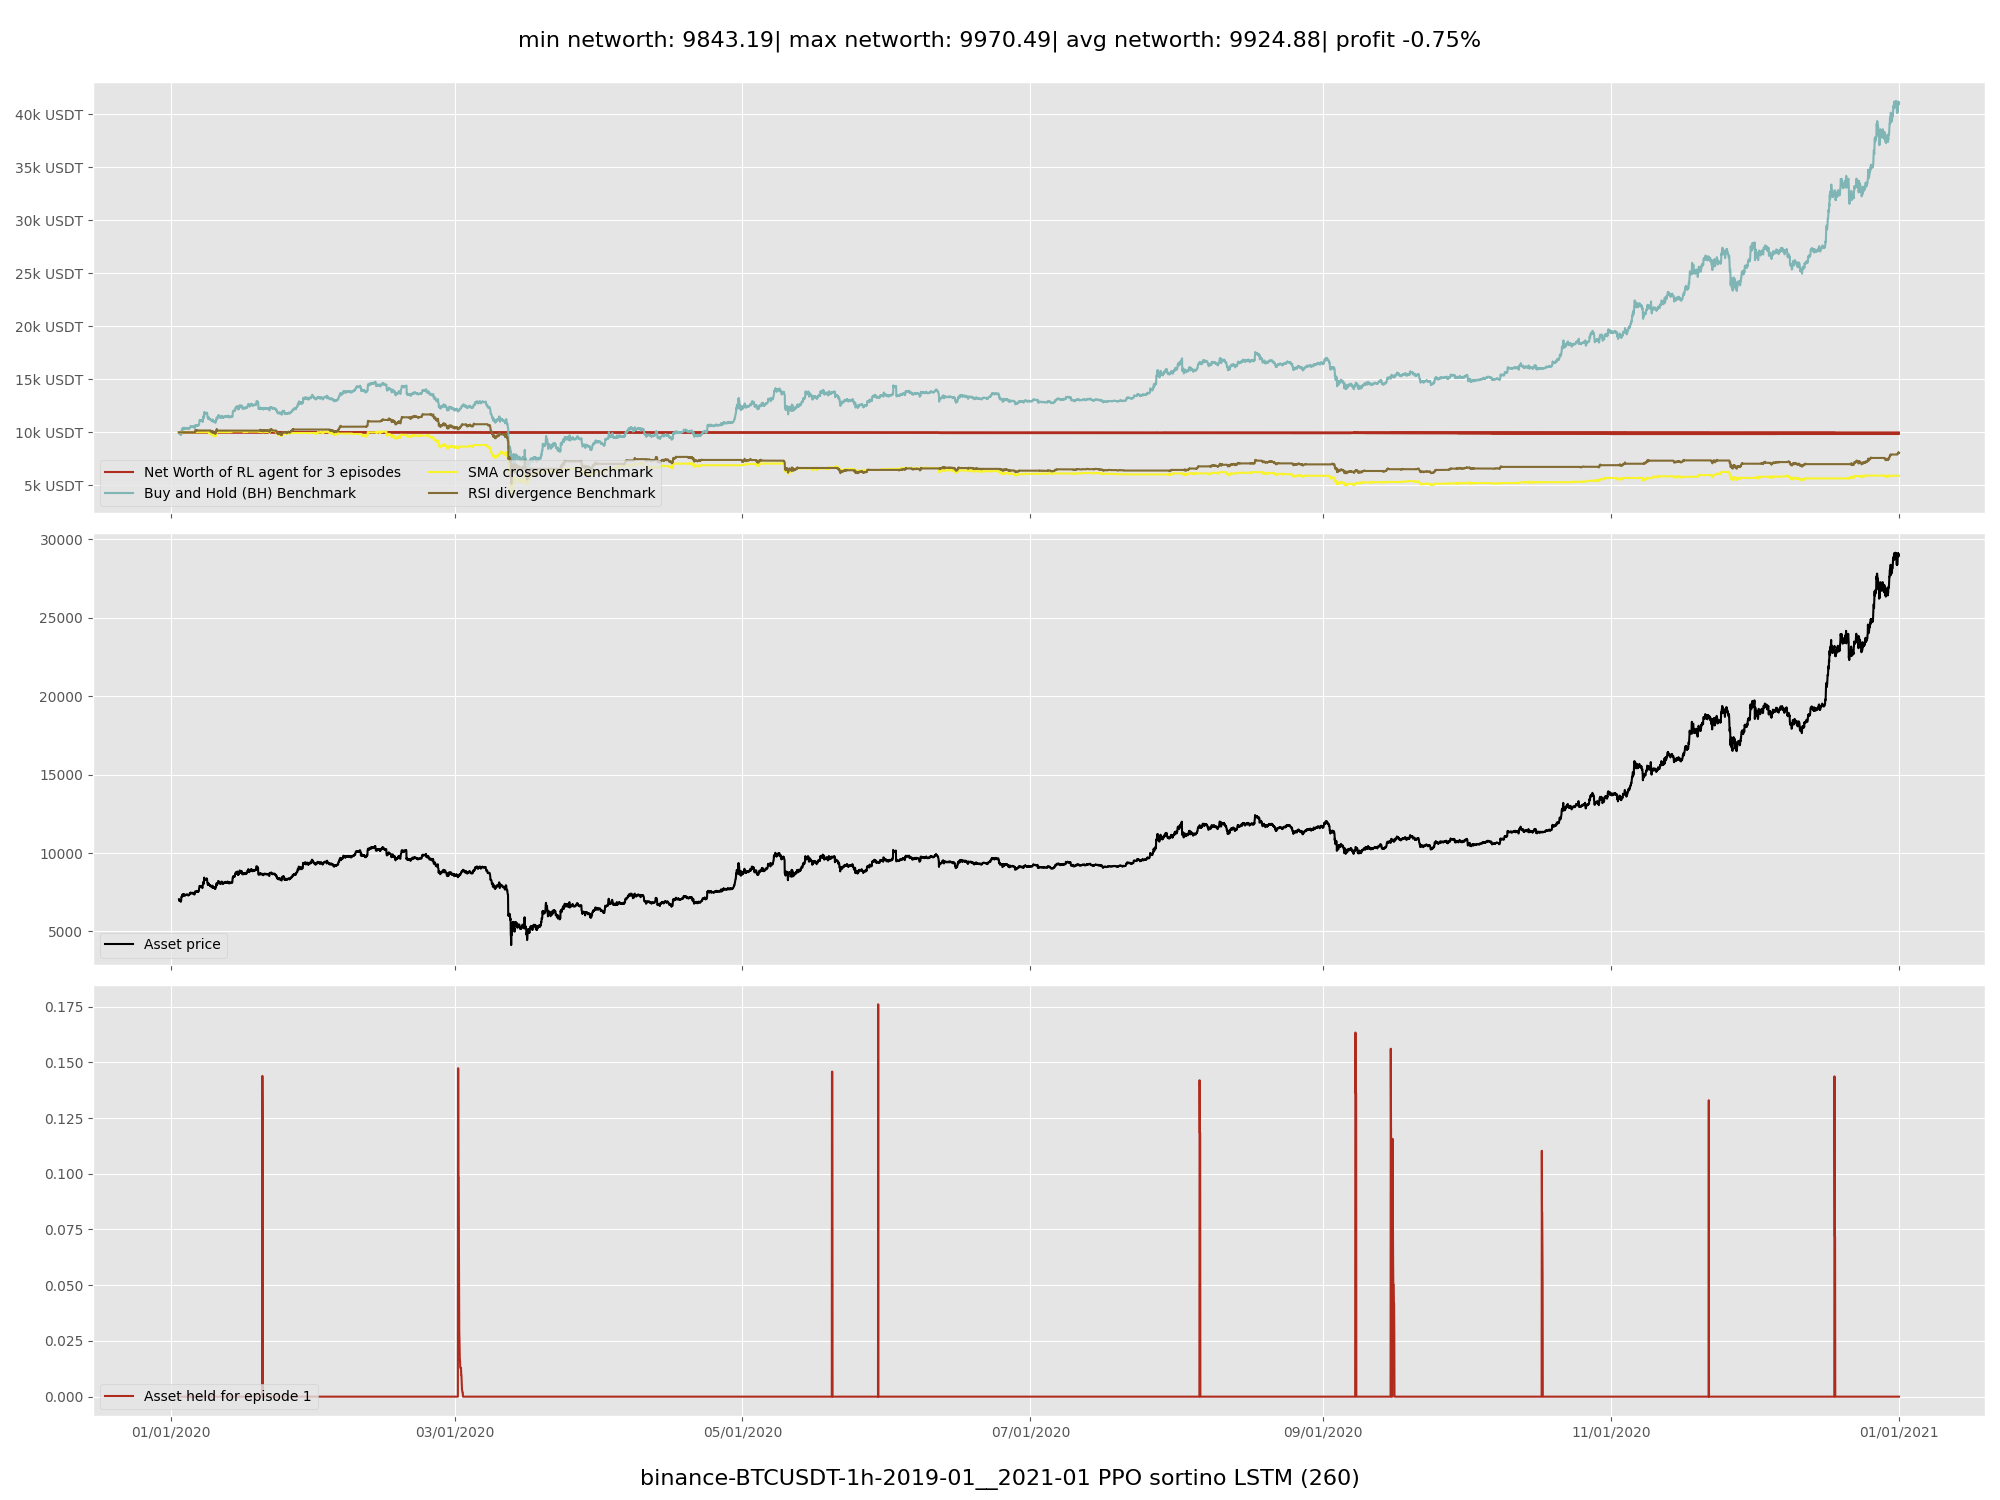 min networth: 9843.19| max networth: 9970.49| avg networth: 9924.88| profit -0.75%
40k USDT
35k USDT
30k USDT
25k USDT
20k USDT
15k USDT
10k USDT
5k USDT
Net Worth of RL agent for 3 episodes
Buy and Hold (BH) Benchmark
SMA crossover Benchmark
RSI divergence Benchmark
30000
25000
20000
15000
10000
5000
Asset price
0.175
0.150
0.125
0.100
0.075
0.050
0.025
0.000
Asset held for episode 1
01/01/2020 03/01/2020 05/01/2020 07/01/2020 09/01/2020 11/01/2020 01/01/2021
binance-BTCUSDT-1h-2019-01__2021-01 PPO sortino LSTM (260)